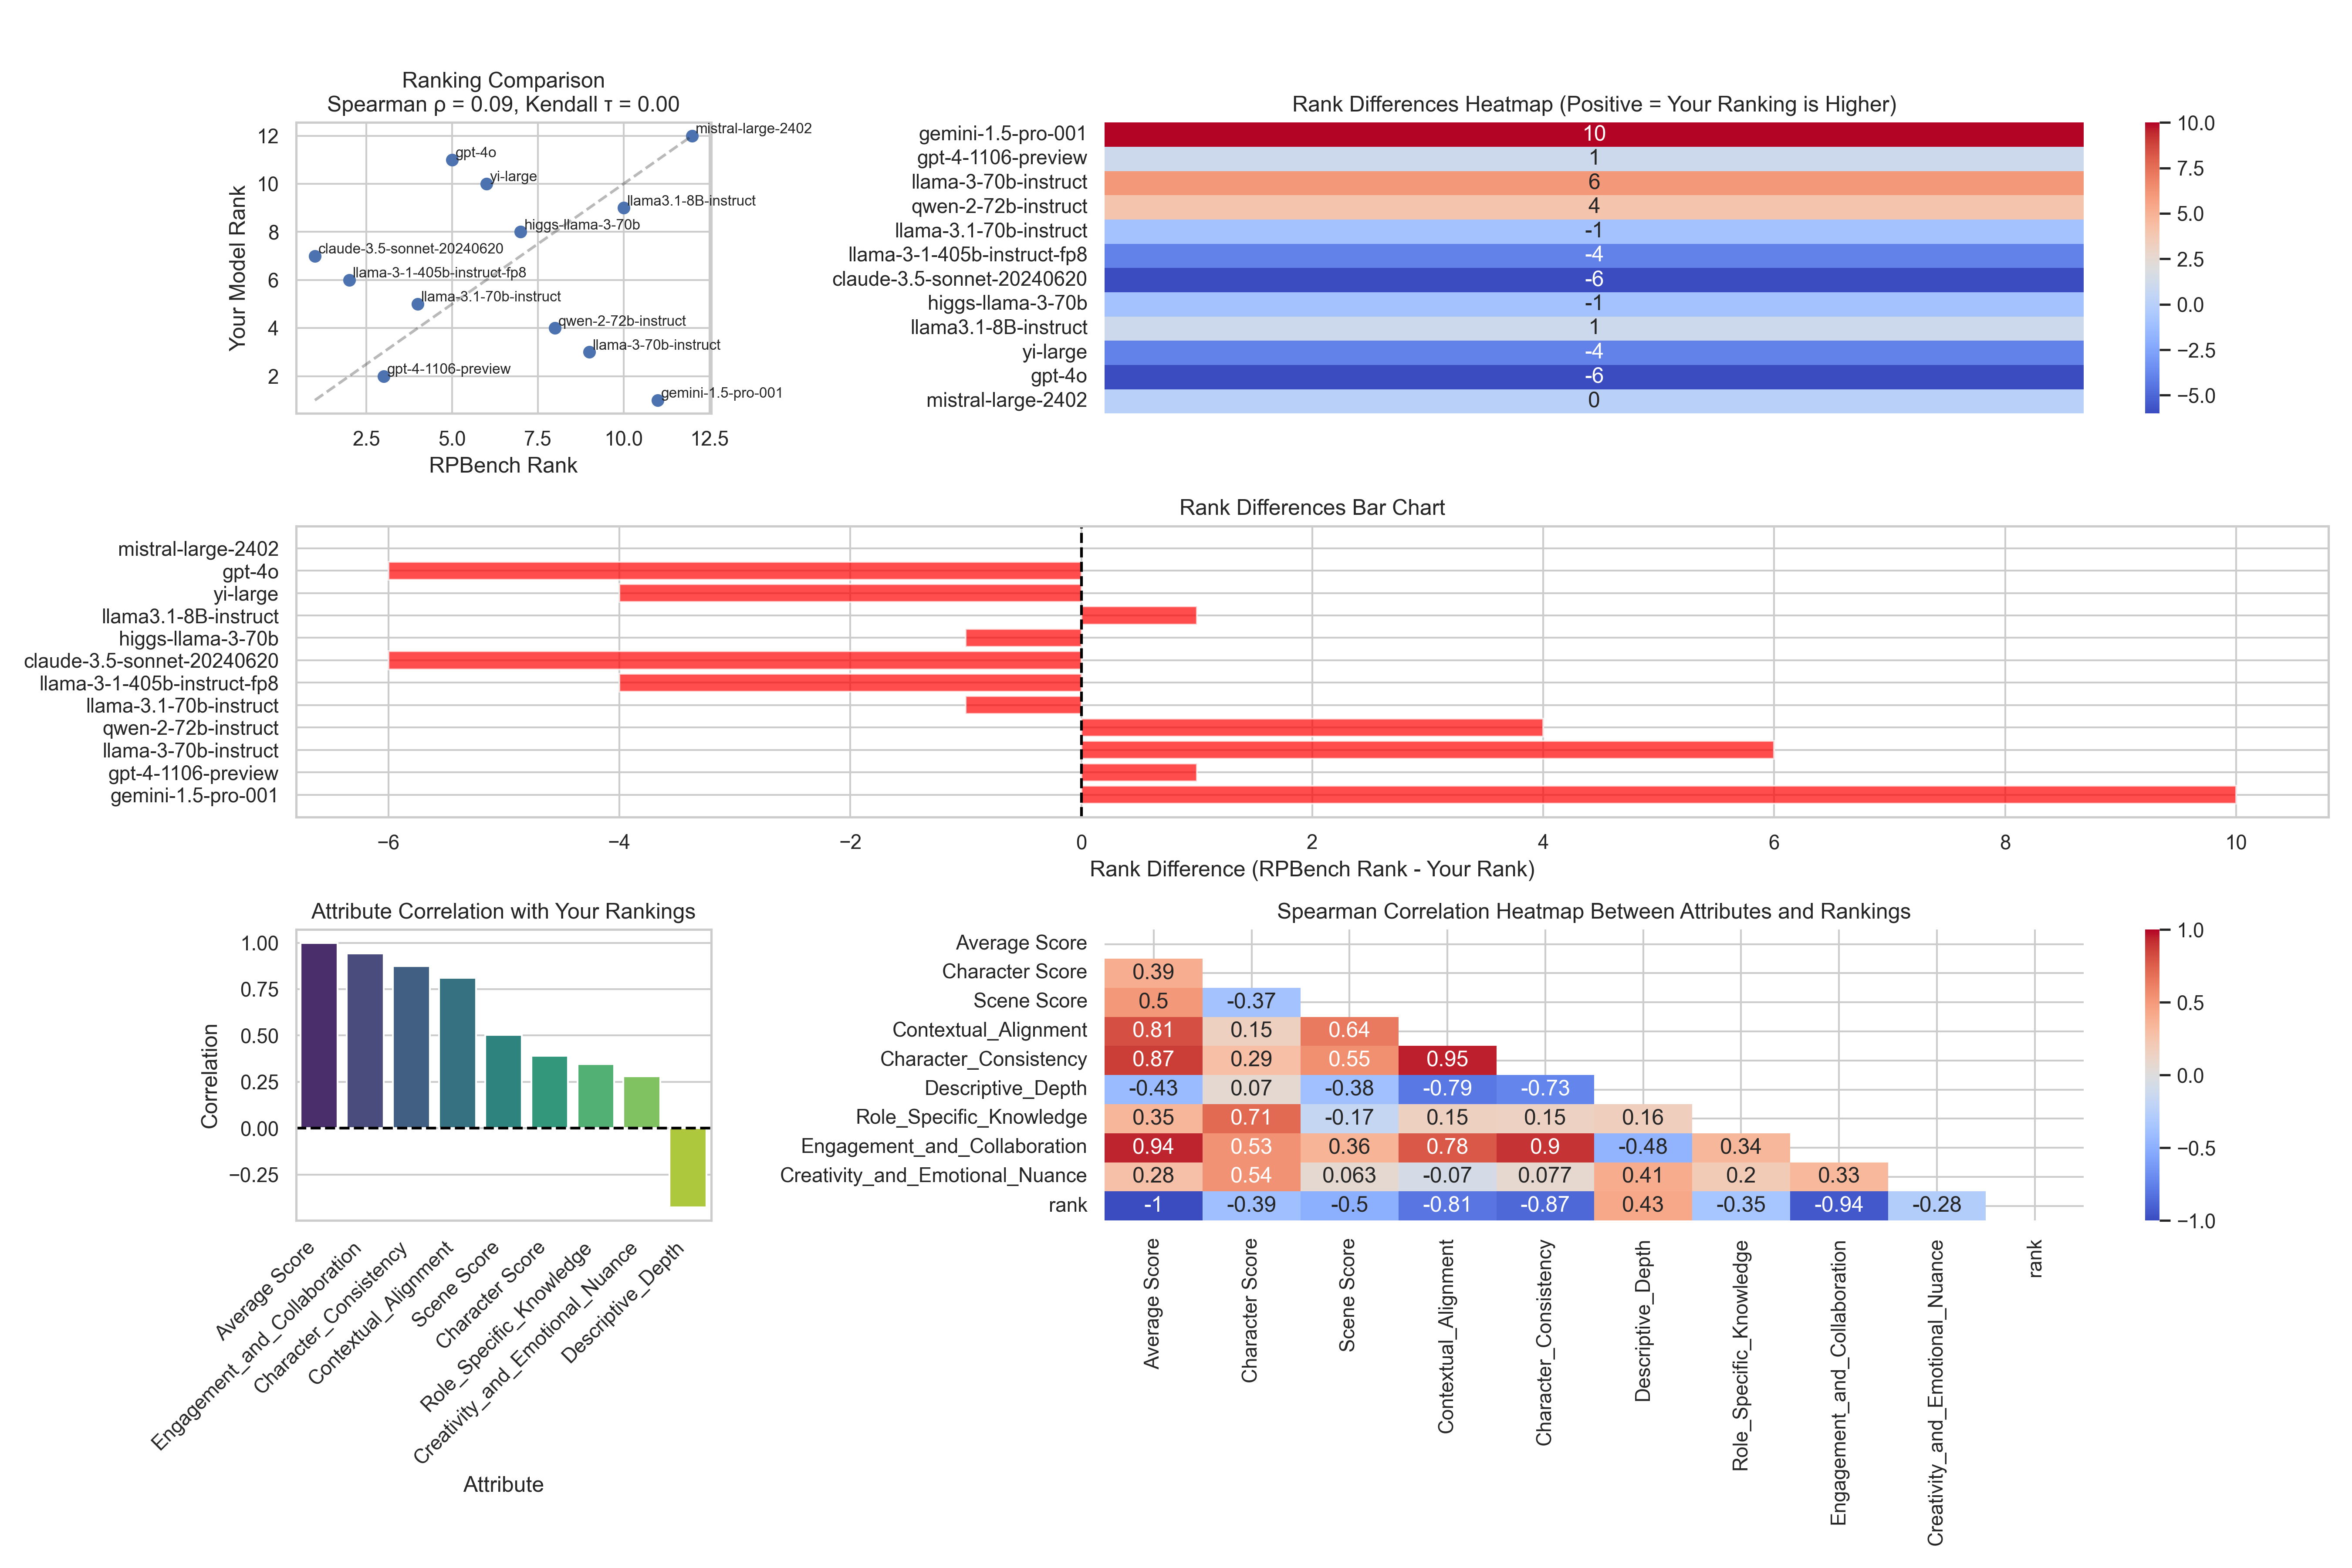 Ranking Comparison
Spearman ρ = 0.09, Kendall τ = 0.00
12
10
8
6
4
2
Your Model Rank
mistral-large-2402
gpt-4o
yi-large
llama3.1-8B-instruct
higgs-llama-3-70b
claude-3.5-sonnet-20240620
llama-3-1-405b-instruct-fp8
llama-3.1-70b-instruct
qwen-2-72b-instruct
llama-3-70b-instruct
gpt-4-1106-preview
gemini-1.5-pro-001
2.5 5.0 7.5 10.0 12.5
RPBench Rank
Rank Differences Heatmap (Positive = Your Ranking is Higher)
gemini-1.5-pro-001 10
gpt-4-1106-preview 1
llama-3-70b-instruct 6
qwen-2-72b-instruct 4
llama-3.1-70b-instruct -1
llama-3-1-405b-instruct-fp8 -4
claude-3.5-sonnet-20240620 -6
higgs-llama-3-70b -1
llama3.1-8B-instruct 1
yi-large -4
gpt-4o -6
mistral-large-2402 0
10.0
7.5
5.0
2.5
0.0
−2.5
−5.0
Rank Differences Bar Chart
mistral-large-2402
gpt-4o
yi-large
llama3.1-8B-instruct
higgs-llama-3-70b
claude-3.5-sonnet-20240620
llama-3-1-405b-instruct-fp8
llama-3.1-70b-instruct
qwen-2-72b-instruct
llama-3-70b-instruct
gpt-4-1106-preview
gemini-1.5-pro-001
−6 −4 −2 0 2 4 6 8 10
Rank Difference (RPBench Rank - Your Rank)
Attribute Correlation with Your Rankings
1.00
0.75
0.50
0.25
0.00
−0.25
Correlation
Average Score
Engagement_and_Collaboration
Character_Consistency
Contextual_Alignment
Scene Score
Character Score
Role_Specific_Knowledge
Creativity_and_Emotional_Nuance
Descriptive_Depth
Attribute
Spearman Correlation Heatmap Between Attributes and Rankings
Average Score
Character Score 0.39
Scene Score 0.5 -0.37
Contextual_Alignment 0.81 0.15 0.64
Character_Consistency 0.87 0.29 0.55 0.95
Descriptive_Depth -0.43 0.07 -0.38 -0.79 -0.73
Role_Specific_Knowledge 0.35 0.71 -0.17 0.15 0.15 0.16
Engagement_and_Collaboration 0.94 0.53 0.36 0.78 0.9 -0.48 0.34
Creativity_and_Emotional_Nuance 0.28 0.54 0.063 -0.07 0.077 0.41 0.2 0.33
rank -1 -0.39 -0.5 -0.81 -0.87 0.43 -0.35 -0.94 -0.28
Average Score
Character Score
Scene Score
Contextual_Alignment
Character_Consistency
Descriptive_Depth
Role_Specific_Knowledge
Engagement_and_Collaboration
Creativity_and_Emotional_Nuance
rank
1.0
0.5
0.0
−0.5
−1.0